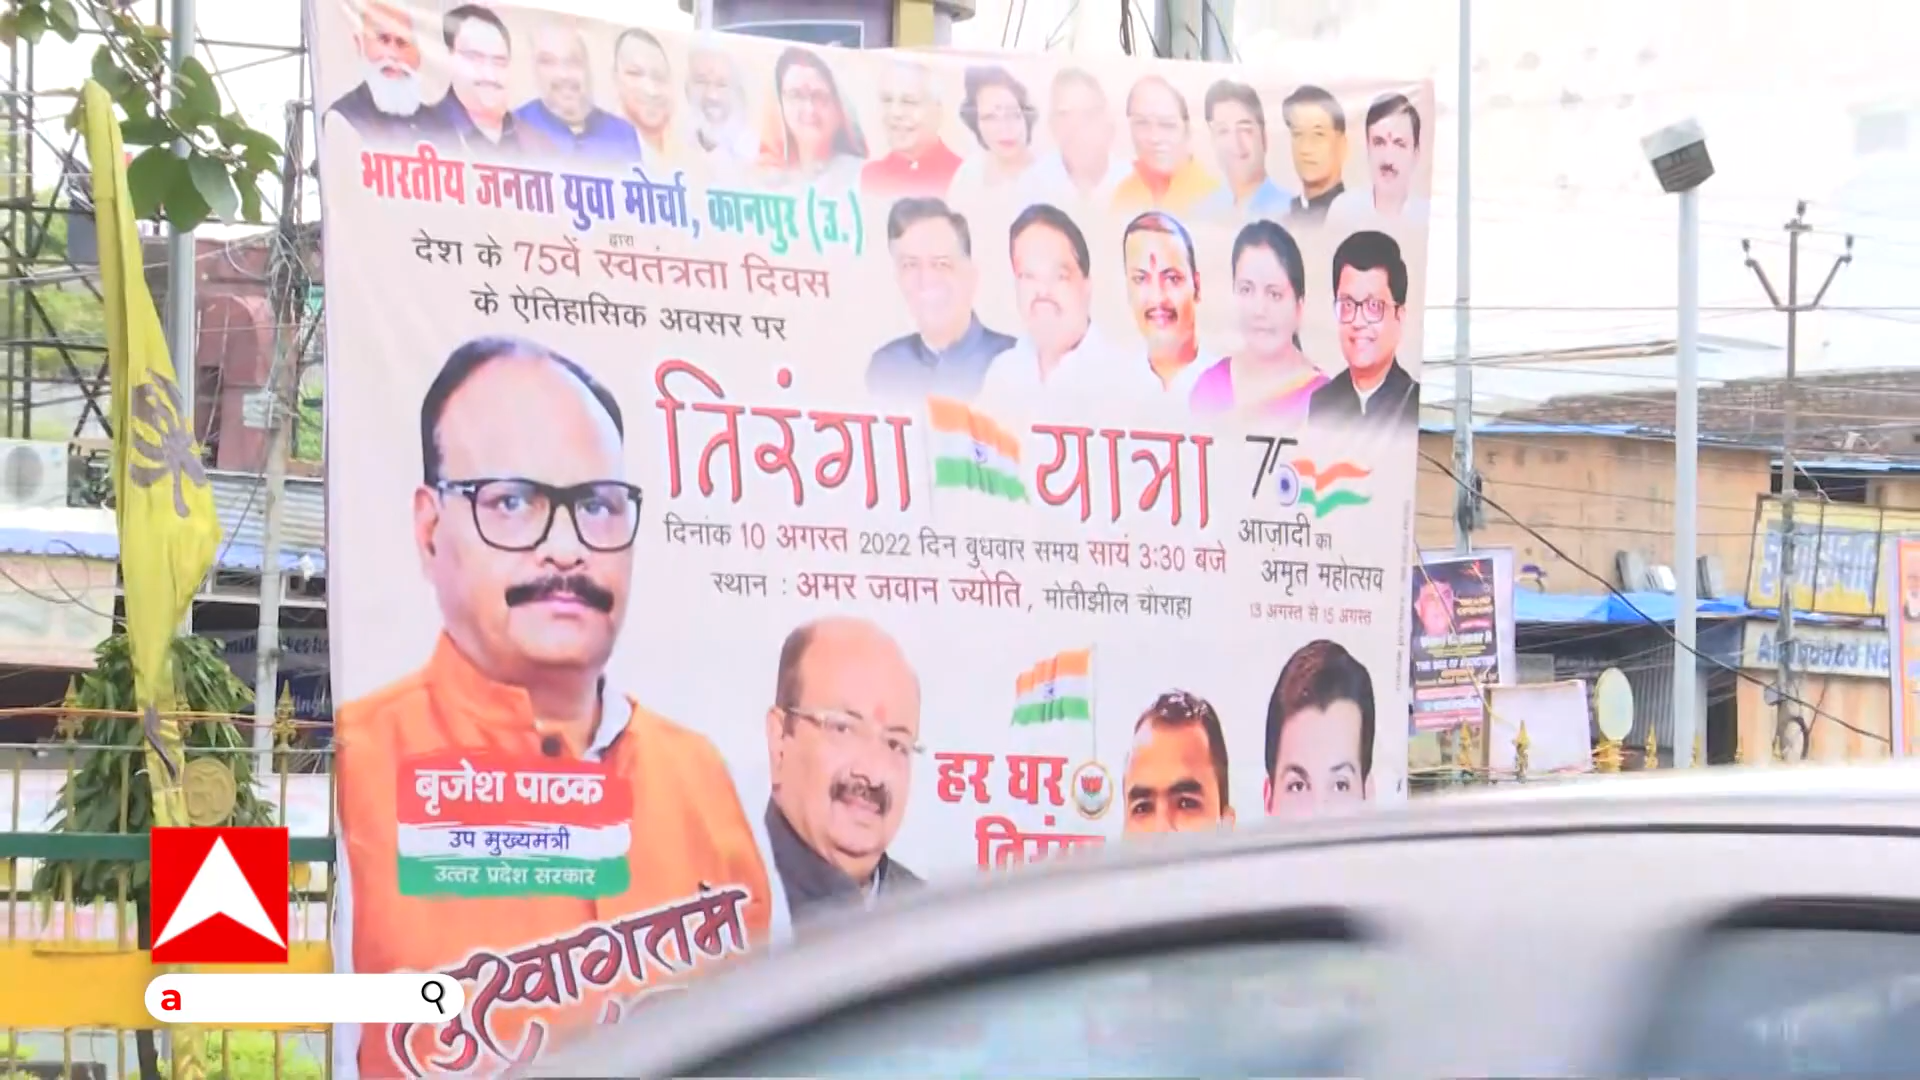 भारतीय जनता युवा मोर्चा, कानपुर (उ.)
द्वारा
देश के 75वें स्वतंत्रता दिवस
के ऐतिहासिक अवसर पर
तिरंगा यात्रा
75
दिनांक 10 अगस्त 2022 दिन बुधवार समय सायं 3:30 बजे
स्थान : अमर जवान ज्योति, मोतीझील चौराहा
आज़ादी का
अमृत महोत्सव
13 अगस्त से 15 अगस्त
बृजेश पाठक
उप मुख्यमंत्री
उत्तर प्रदेश सरकार
हर घर
तिरंगा
सुस्वागतम
a